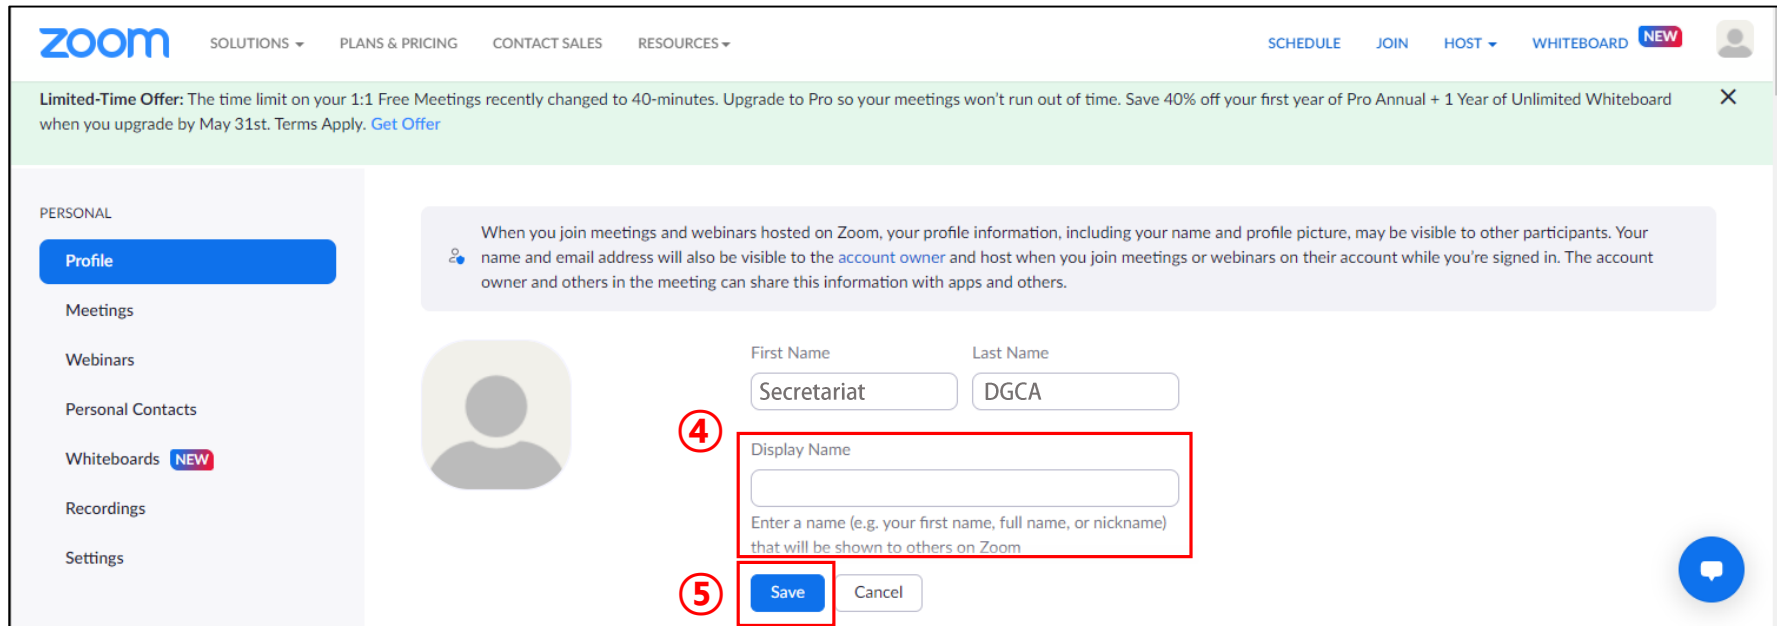 zoom SOLUTIONS PLANS & PRICING CONTACT SALES RESOURCES SCHEDULE JOIN HOST WHITEBOARD NEW
Limited-Time Offer: The time limit on your 1:1 Free Meetings recently changed to 40-minutes. Upgrade to Pro so your meetings won't run out of time. Save 40% off your first year of Pro Annual + 1 Year of Unlimited Whiteboard
when you upgrade by May 31st. Terms Apply. Get Offer
PERSONAL
Profile
Meetings
Webinars
Personal Contacts
Whiteboards NEW
Recordings
Settings
When you join meetings and webinars hosted on Zoom, your profile information, including your name and profile picture, may be visible to other participants. Your
name and email address will also be visible to the account owner and host when you join meetings or webinars on their account while you're signed in. The account
owner and others in the meeting can share this information with apps and others.
First Name Last Name
Secretariat DGCA
④
Display Name
Enter a name (e.g. your first name, full name, or nickname)
that will be shown to others on Zoom
⑤ Save Cancel